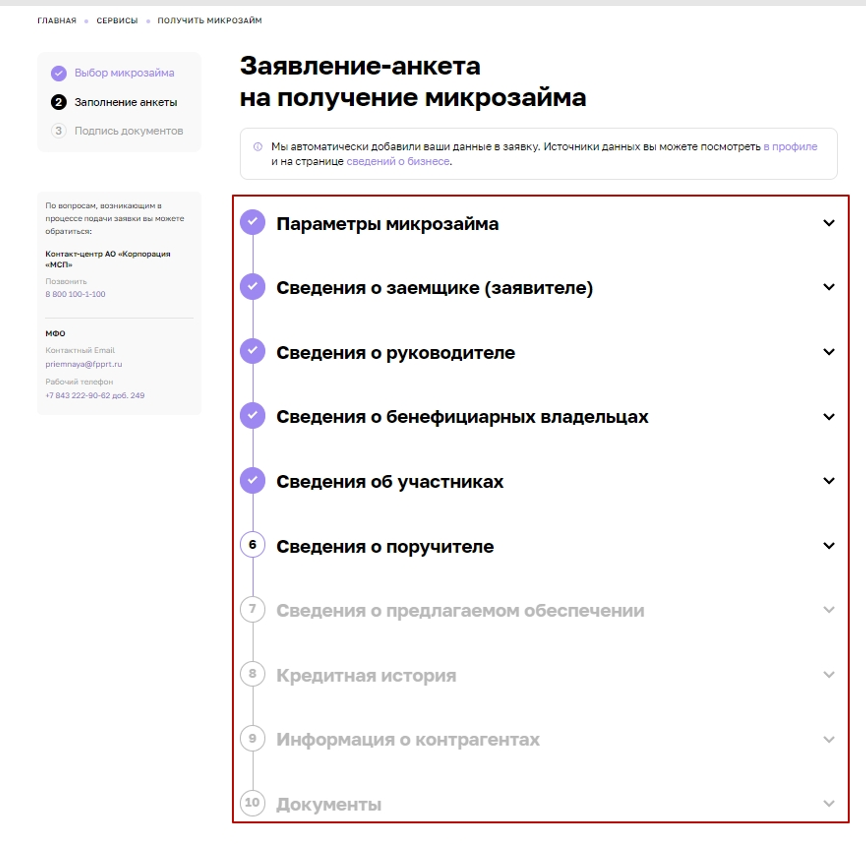 ГЛАВНАЯ СЕРВИСЫ ПОЛУЧИТЬ МИКРОЗАЙМ
Выбор микрозайма
2 Заполнение анкеты
3 Подпись документов
По вопросам, возникающим в
процессе подачи заявки вы можете
обратиться:
Контакт-центр АО «Корпорация
«МСП»
Позвонить
8 800 100-1-100
МФО
Контактный Email
priemnaya@fpprt.ru
Рабочий телефон
+7 843 222-90-62 доб. 249
Заявление-анкета
на получение микрозайма
Мы автоматически добавили ваши данные в заявку. Источники данных вы можете посмотреть в профиле
и на странице сведений о бизнесе.
Параметры микрозайма
Сведения о заемщике (заявителе)
Сведения о руководителе
Сведения о бенефициарных владельцах
Сведения об участниках
6 Сведения о поручителе
7 Сведения о предлагаемом обеспечении
8 Кредитная история
9 Информация о контрагентах
10 Документы